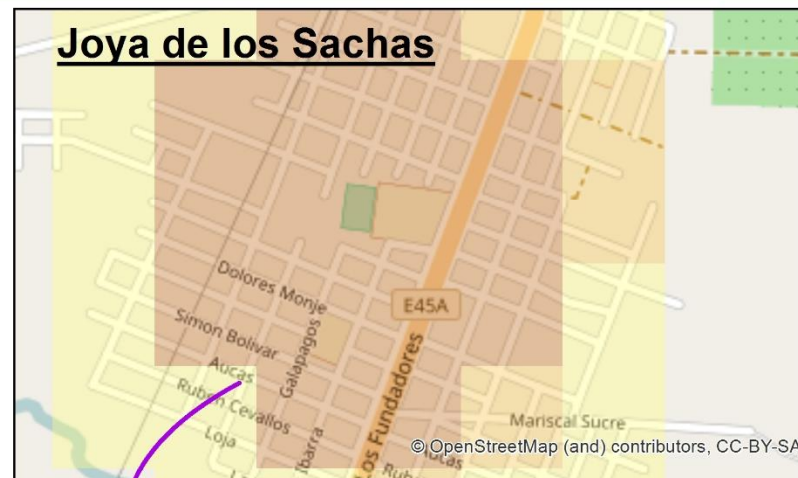 Joya de los Sachas
Dolores Monje
E45A
Simon Bolivar
Galapagos
Aucas
Ruben Cevallos
Los Fundadores
Mariscal Sucre
Loja
Ibarra
© OpenStreetMap (and) contributors, CC-BY-SA
Aucas